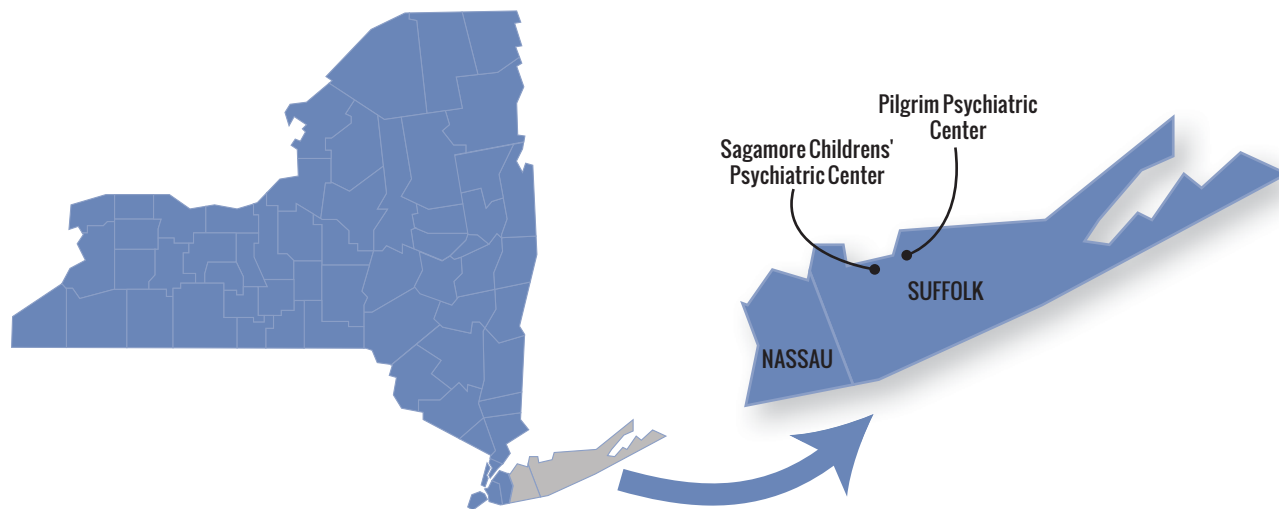 Pilgrim Psychiatric
Center
Sagamore Childrens'
Psychiatric Center
SUFFOLK
NASSAU